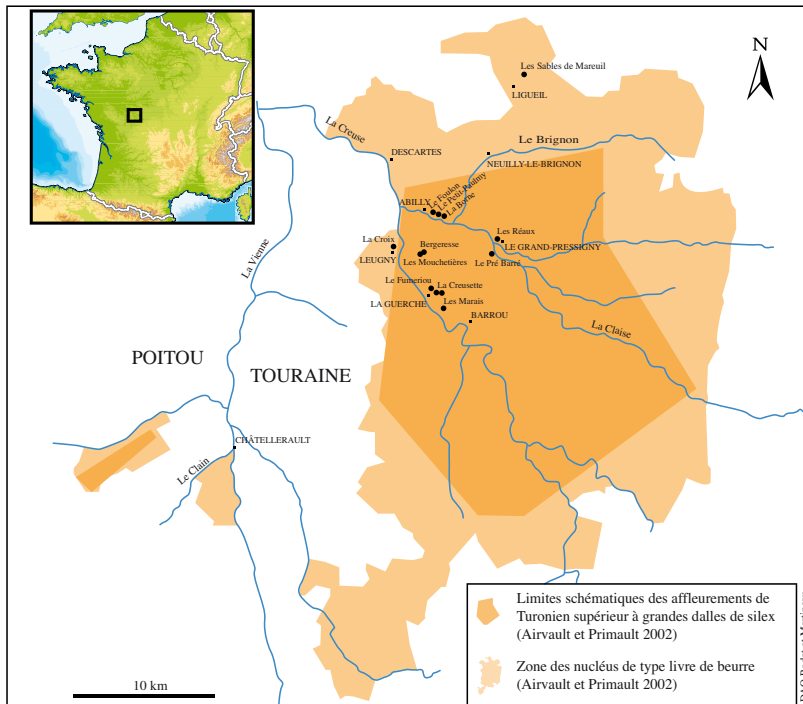 N
Les Sables de Mareuil
LIGUEIL
La Creuse
Le Brignon
DESCARTES
NEUILLY-LE-BRIGNON
ABILLY
Le Foulon
Le Petit-Paulmy
La Borne
Les Réaux
LE GRAND-PRESSIGNY
La Croix
LEUGNY
Bergeresse
Les Mouchetières
Le Pré Barré
La Vienne
Le Fumeriou
La Creusette
LA GUERCHE
Les Marais
BARROU
La Claise
POITOU
TOURAINE
CHÂTELLERAULT
Le Clain
Limites schématiques des affleurements de
Turonien supérieur à grandes dalles de silex
(Airvault et Primault 2002)
Zone des nucléus de type livre de beurre
(Airvault et Primault 2002)
10 km